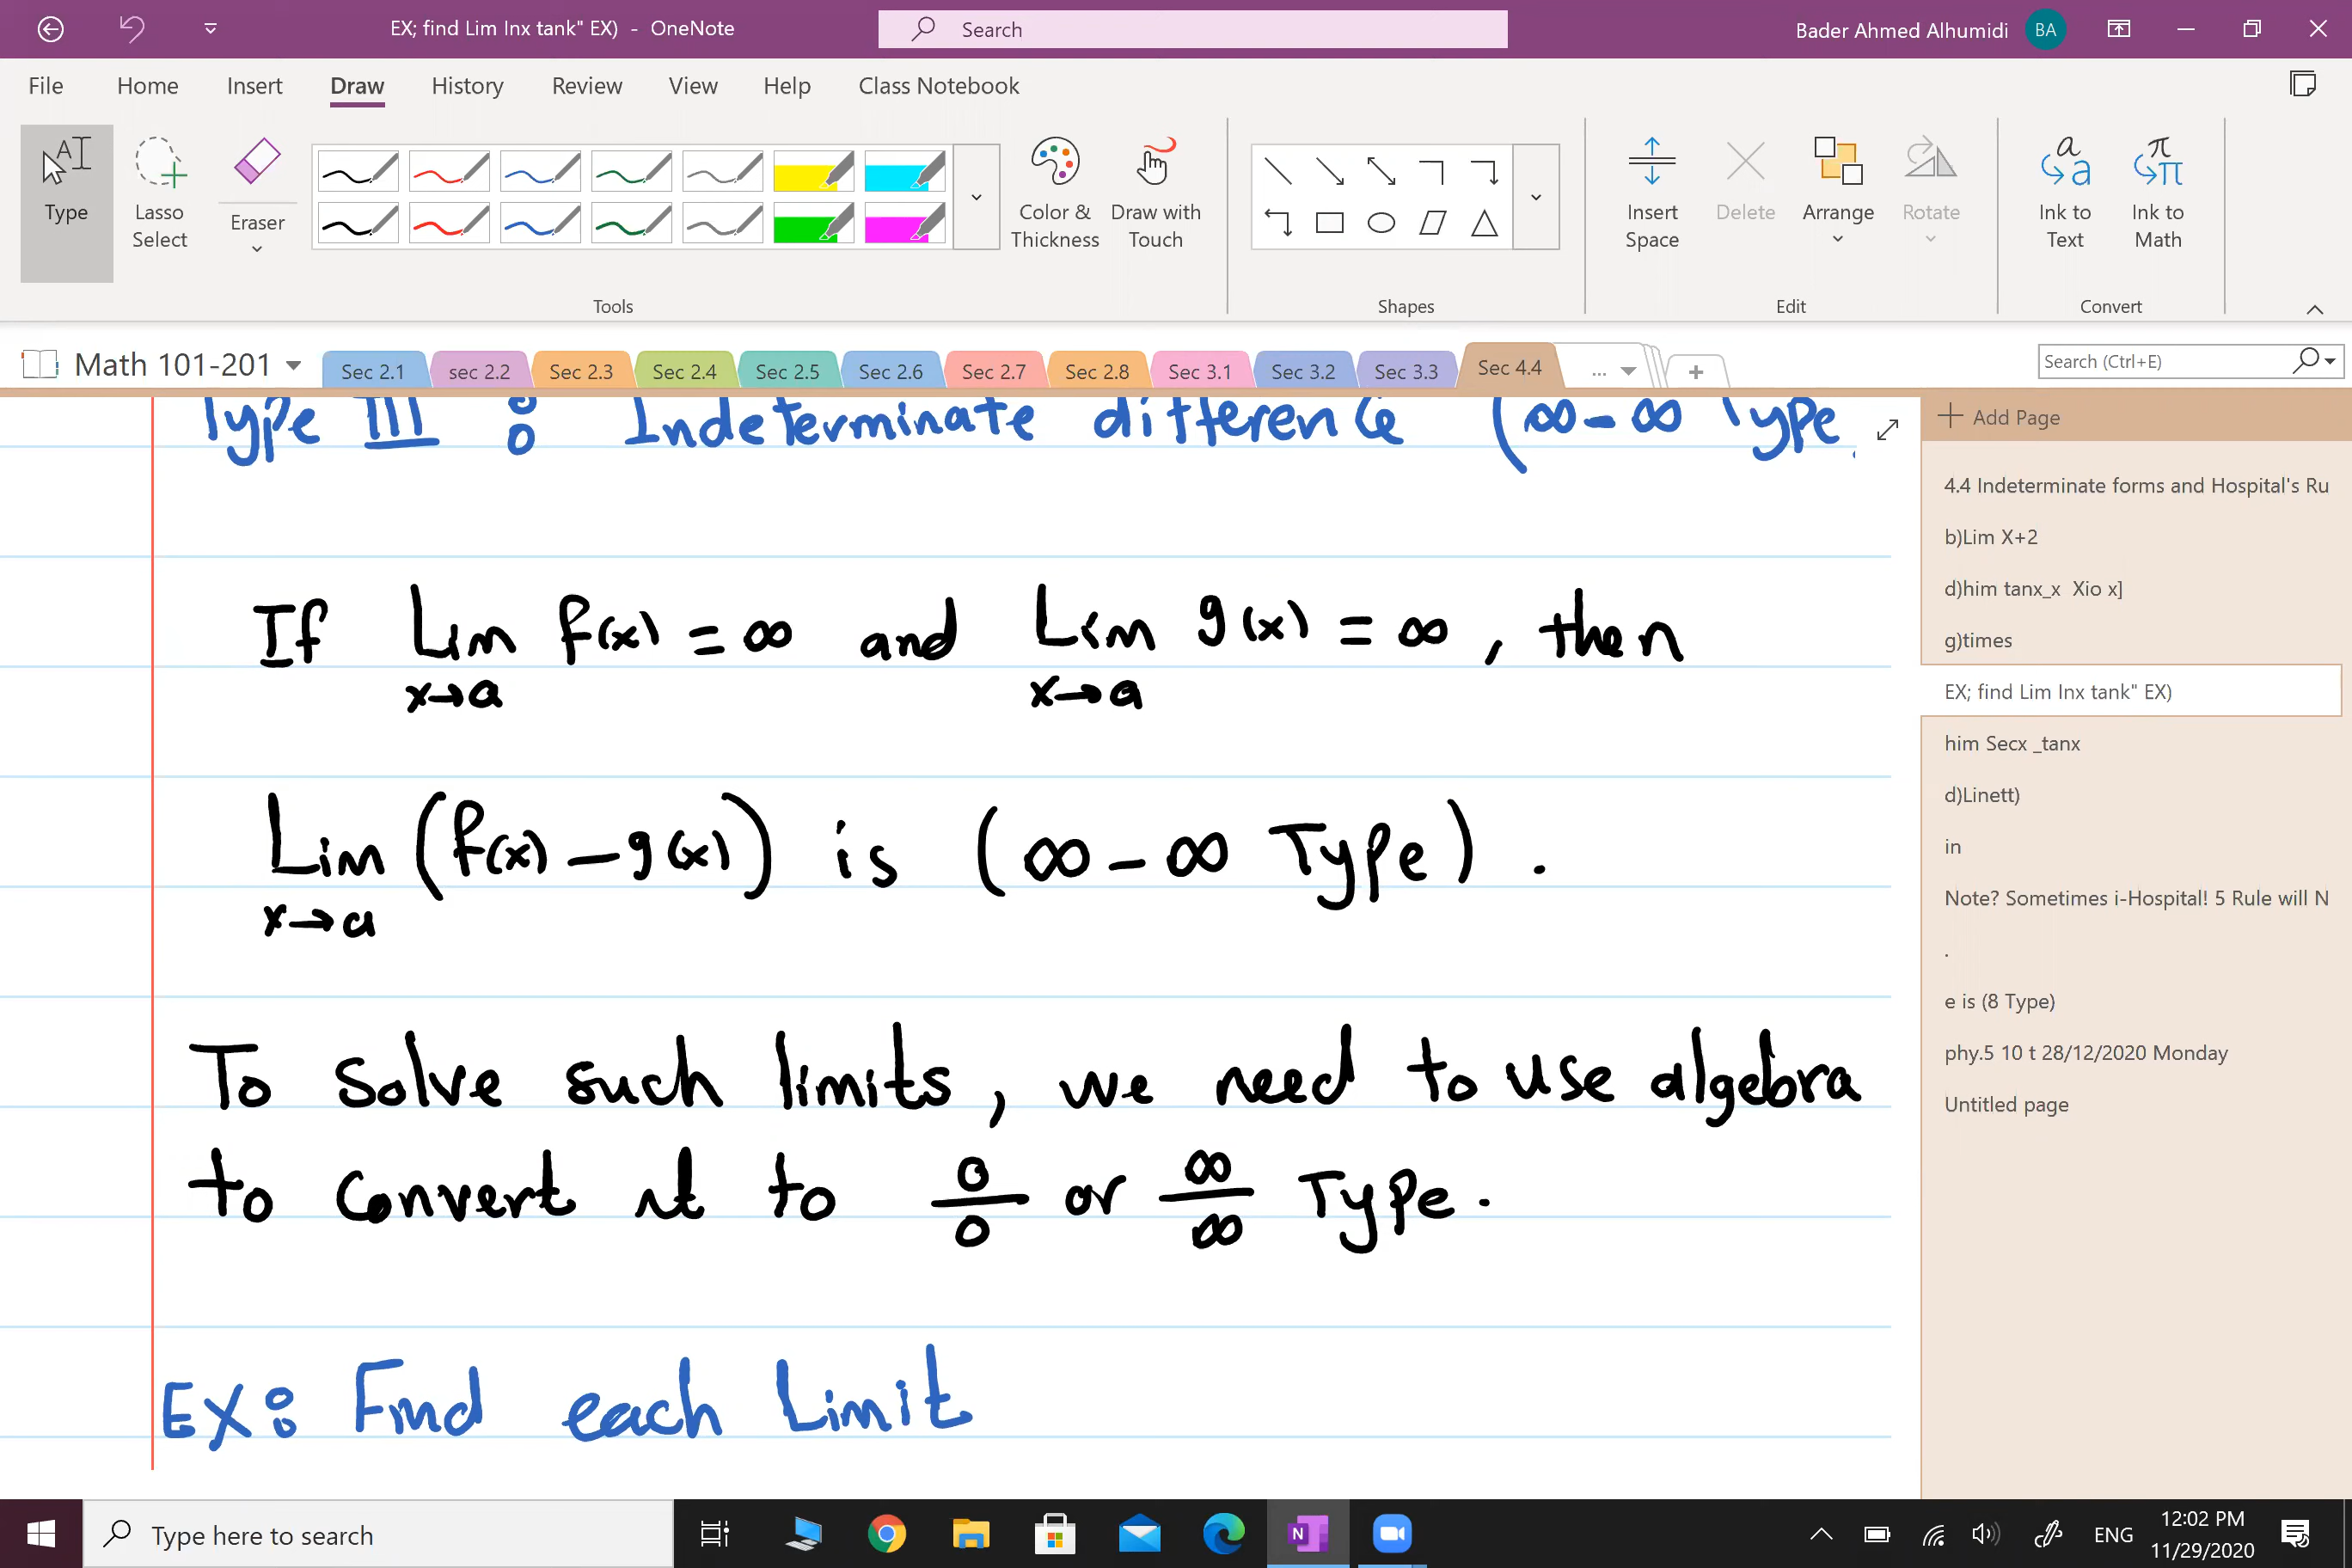 EX; find Lim Inx tank" EX) - OneNote
Search
Bader Ahmed Alhumidi
BA
File Home Insert Draw History Review View Help Class Notebook
Type
Lasso Select
Eraser
Color & Thickness
Draw with Touch
Insert Space
Delete
Arrange
Rotate
Ink to Text
Ink to Math
Tools
Shapes
Edit
Convert
Math 101-201
Sec 2.1 sec 2.2 Sec 2.3 Sec 2.4 Sec 2.5 Sec 2.6 Sec 2.7 Sec 2.8 Sec 3.1 Sec 3.2 Sec 3.3 Sec 4.4 ... +
Search (Ctrl+E)
Type III : Indeterminate difference (∞-∞ Type
If Lim f(x) = ∞ and Lim g(x) = ∞, then
x→a x→a
Lim (f(x) - g(x)) is (∞-∞ Type).
x→a
To solve such limits, we need to use algebra
to convert it to 0/0 or ∞/∞ Type.
EX: Find each Limit
Add Page
4.4 Indeterminate forms and Hospital's Ru
b)Lim X+2
d)him tanx_x Xio x]
g)times
EX; find Lim Inx tank" EX)
him Secx _tanx
d)Linett)
in
Note? Sometimes i-Hospital! 5 Rule will N
.
e is (8 Type)
phy.5 10 t 28/12/2020 Monday
Untitled page
Type here to search
ENG
12:02 PM
11/29/2020